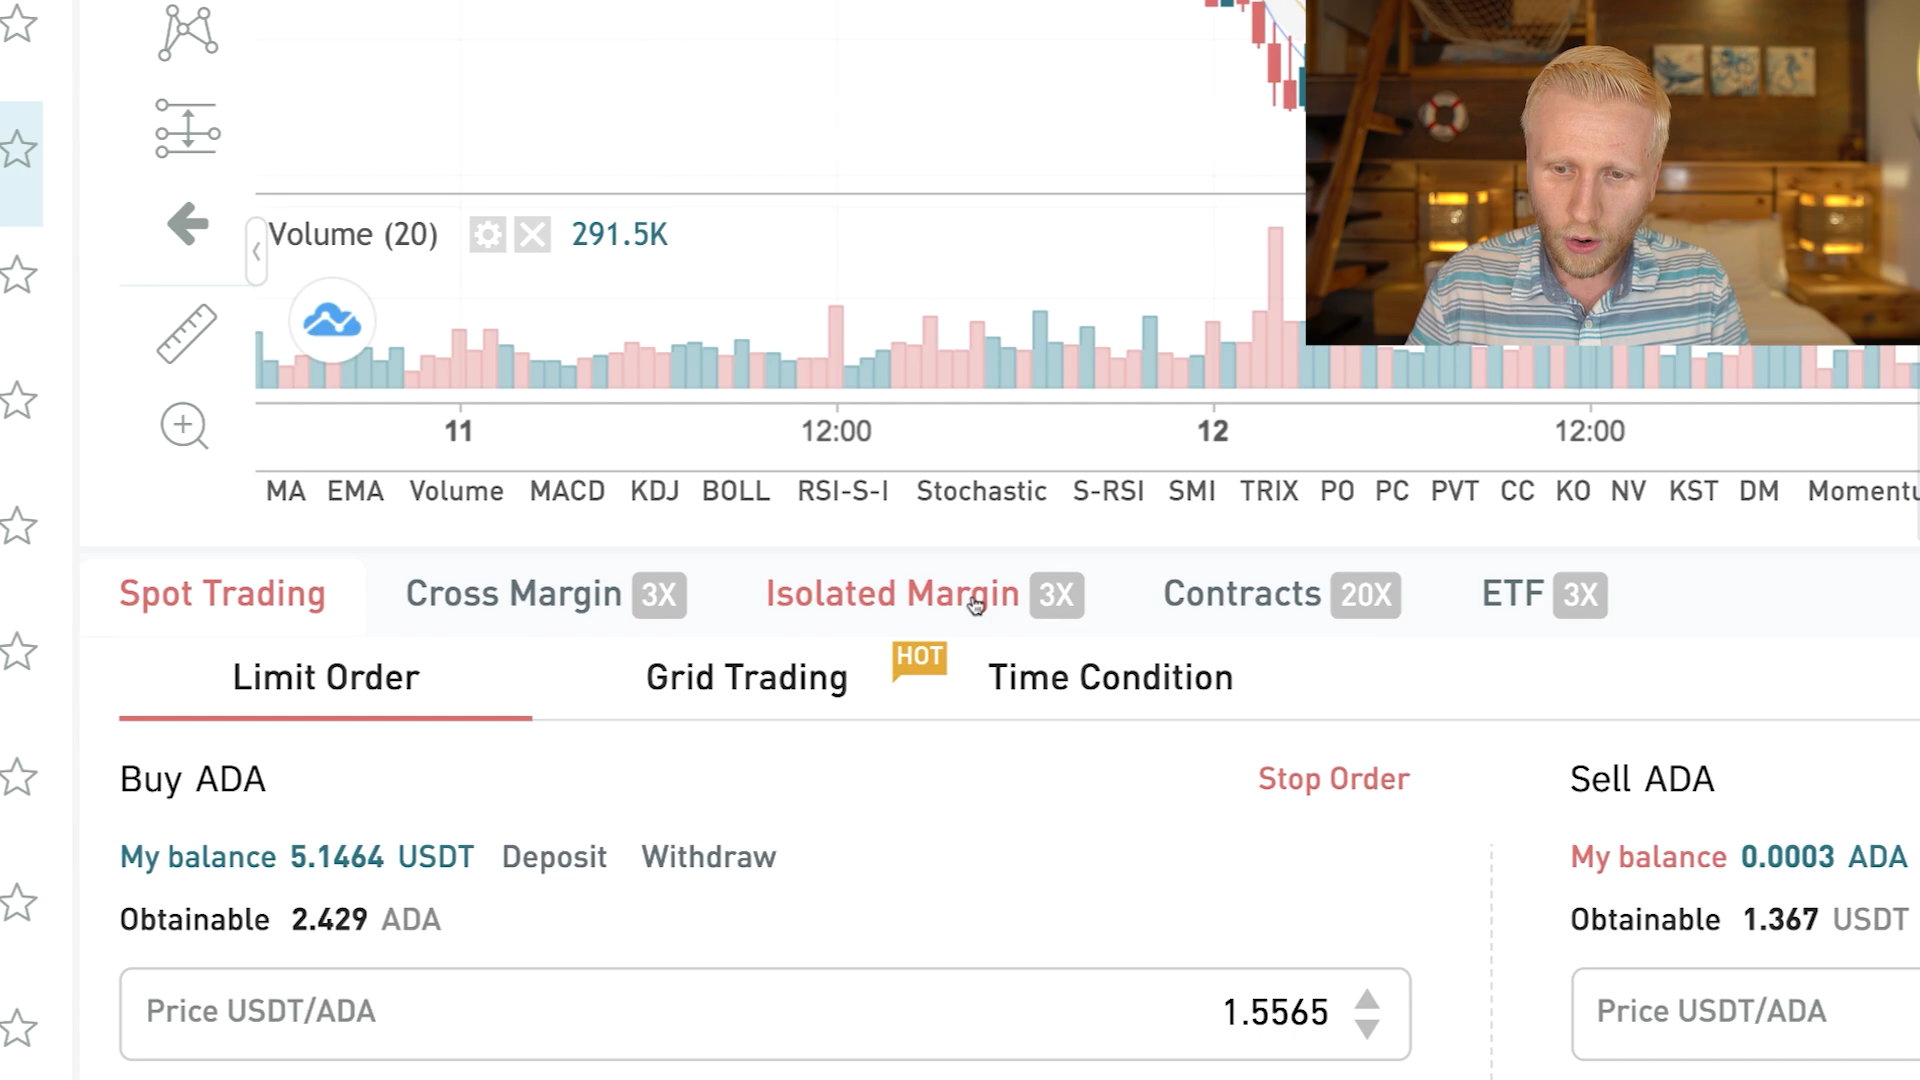 Volume (20) 291.5K
11 12:00 12 12:00
MA EMA Volume MACD KDJ BOLL RSI-S-I Stochastic S-RSI SMI TRIX PO PC PVT CC KO NV KST DM Momentu
Spot Trading Cross Margin 3X Isolated Margin 3X Contracts 20X ETF 3X
Limit Order Grid Trading HOT Time Condition
Buy ADA Stop Order
My balance 5.1464 USDT Deposit Withdraw
Obtainable 2.429 ADA
Price USDT/ADA 1.5565
Sell ADA
My balance 0.0003 ADA
Obtainable 1.367 USDT
Price USDT/ADA